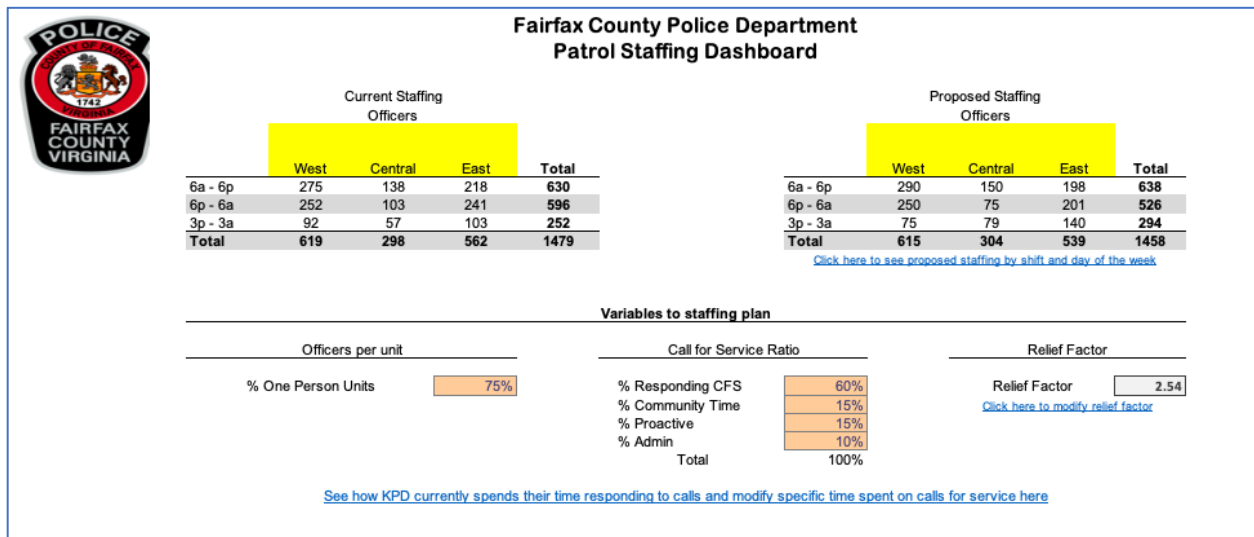 Fairfax County Police Department
Patrol Staffing Dashboard
POLICE
COUNTY OF FAIRFAX
1742
VIRGINIA
FAIRFAX
COUNTY
VIRGINIA
Current Staffing
Officers
West Central East Total
6a - 6p 275 138 218 630
6p - 6a 252 103 241 596
3p - 3a 92 57 103 252
Total 619 298 562 1479
Proposed Staffing
Officers
West Central East Total
6a - 6p 290 150 198 638
6p - 6a 250 75 201 526
3p - 3a 75 79 140 294
Total 615 304 539 1458
Click here to see proposed staffing by shift and day of the week
Variables to staffing plan
Officers per unit
% One Person Units 75%
Call for Service Ratio
% Responding CFS 60%
% Community Time 15%
% Proactive 15%
% Admin 10%
Total 100%
Relief Factor
Relief Factor 2.54
Click here to modify relief factor
See how KPD currently spends their time responding to calls and modify specific time spent on calls for service here